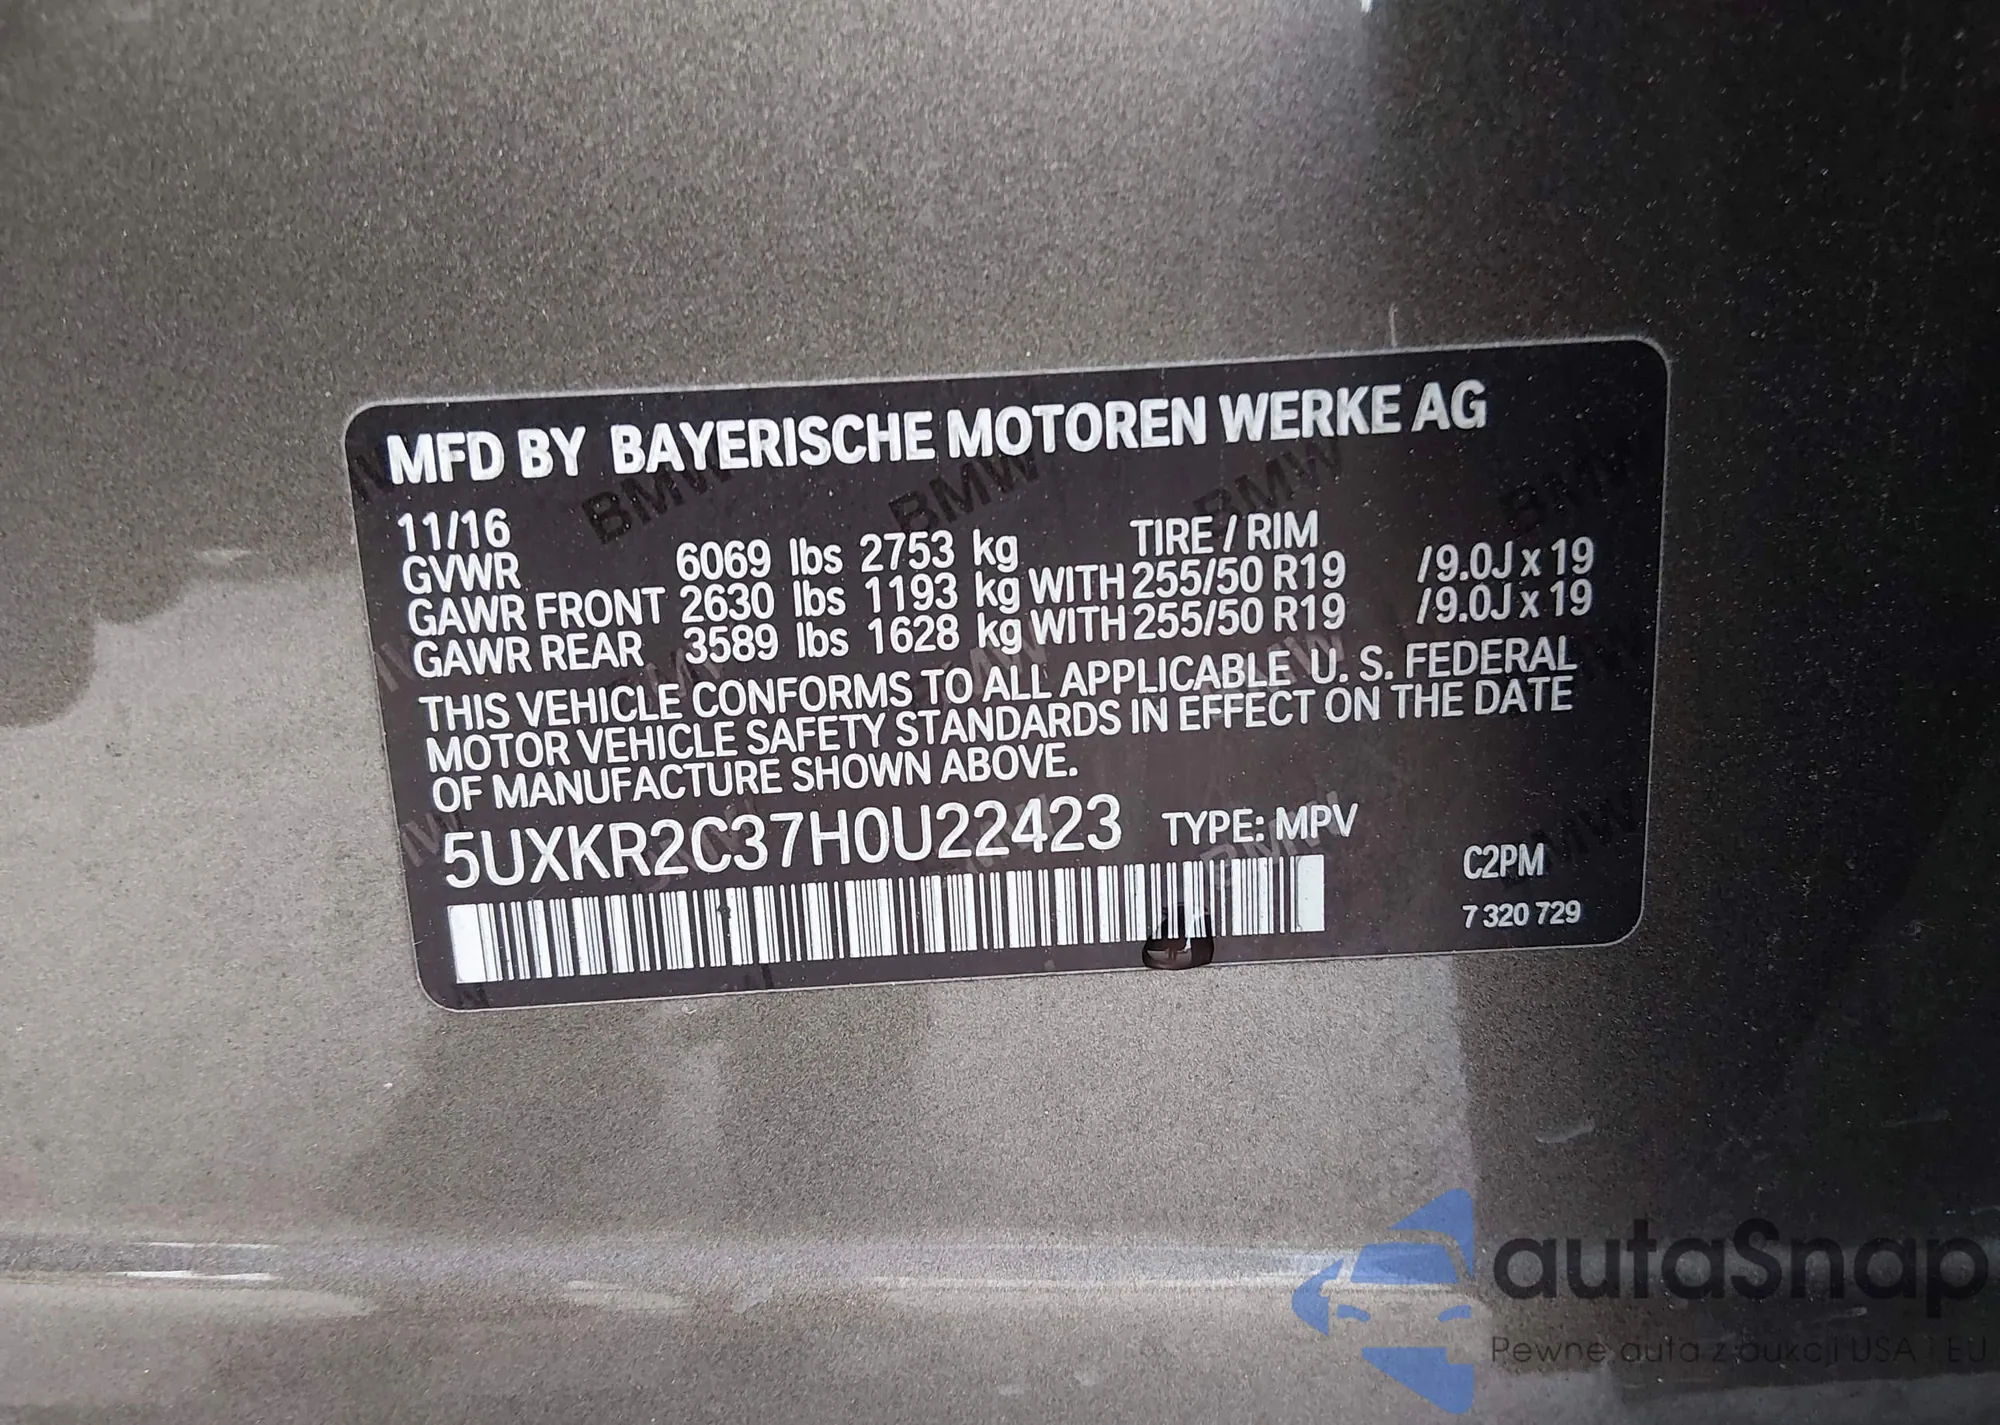 MFD BY BAYERISCHE MOTOREN WERKE AG
11/16 TIRE / RIM
GVWR 6069 lbs 2753 kg
GAWR FRONT 2630 lbs 1193 kg WITH 255/50 R19 /9.0J x 19
GAWR REAR 3589 lbs 1628 kg WITH 255/50 R19 /9.0J x 19
THIS VEHICLE CONFORMS TO ALL APPLICABLE U. S. FEDERAL
MOTOR VEHICLE SAFETY STANDARDS IN EFFECT ON THE DATE
OF MANUFACTURE SHOWN ABOVE.
5UXKR2C37H0U22423 TYPE: MPV
C2PM
7 320 729
autaSnap
Pewne auta z aukcji USA i EU